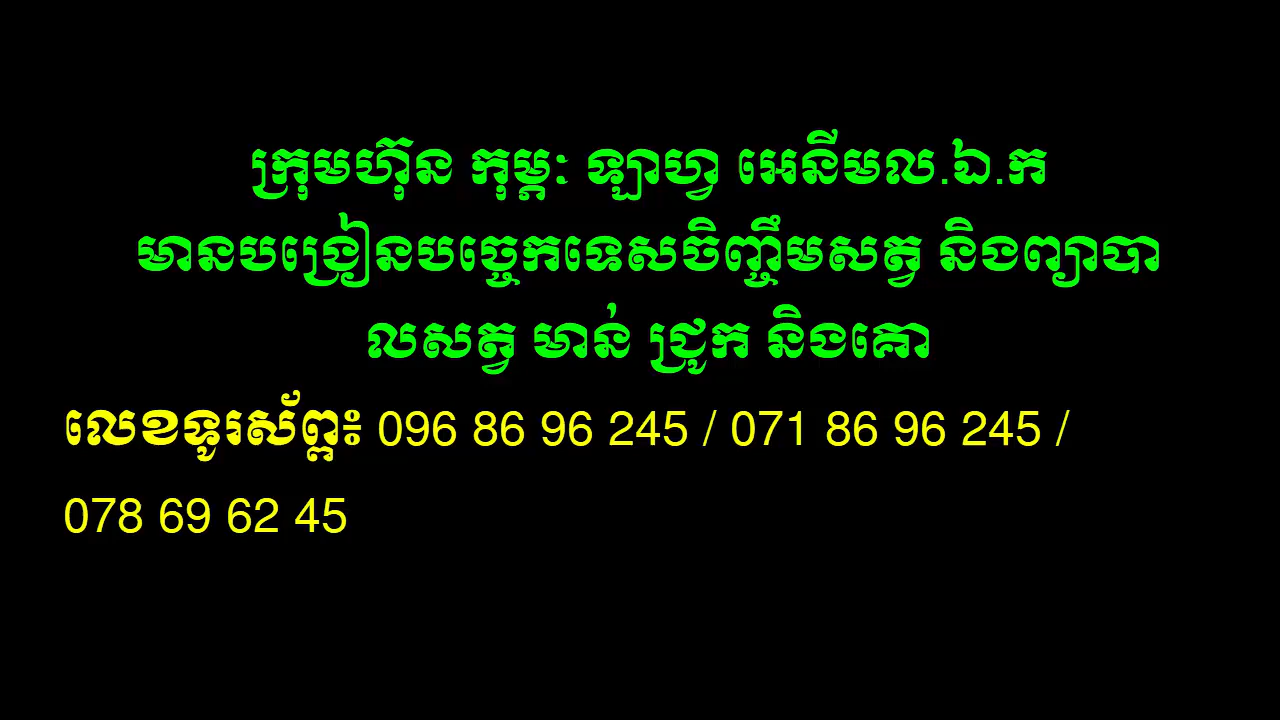 ក្រុមហ៊ុន កុម្ភៈ ឡាហ្វ អេនីមល.ឯ.ក
មានបង្រៀនបច្ចេកទេសចិញ្ចឹមសត្វ និងព្យាបា
លសត្វ មាន់ ជ្រូក និងគោ
លេខទូរស័ព្ទ៖ 096 86 96 245 / 071 86 96 245 /
078 69 62 45